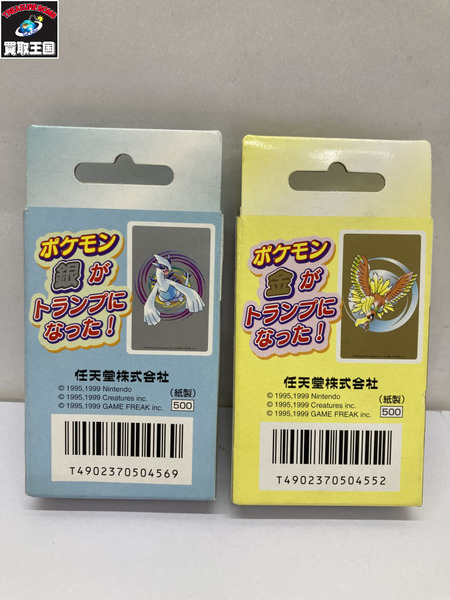 TREASURE KING
買取王国
ポケモン
銀が
トランプに
なった!
任天堂株式会社
© 1995,1999 Nintendo
© 1995,1999 Creatures inc.
© 1995,1999 GAME FREAK inc.
(紙製)
500
T4902370504569
ポケモン
金が
トランプに
なった!
任天堂株式会社
© 1995,1999 Nintendo
© 1995,1999 Creatures inc.
© 1995,1999 GAME FREAK inc.
(紙製)
500
T4902370504552